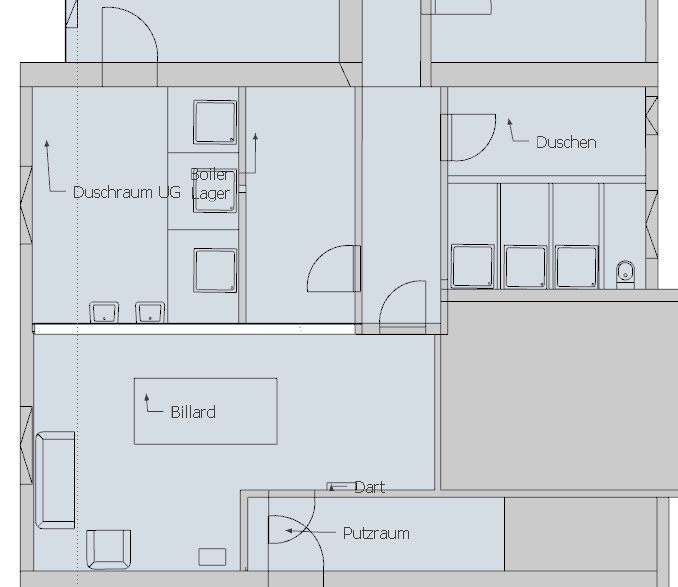 Duschen
Boiler
Duschraum UG Lager
Billard
Dart
Putzraum